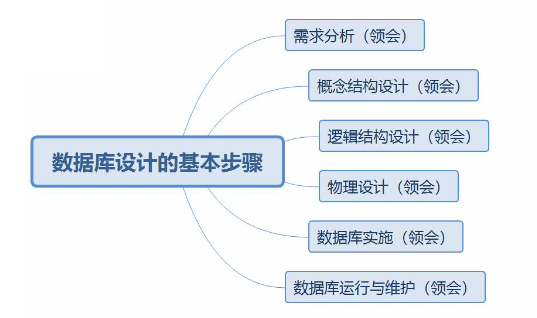 需求分析（领会）
概念结构设计（领会）
逻辑结构设计（领会）
数据库设计的基本步骤
物理设计（领会）
数据库实施（领会）
数据库运行与维护（领会）